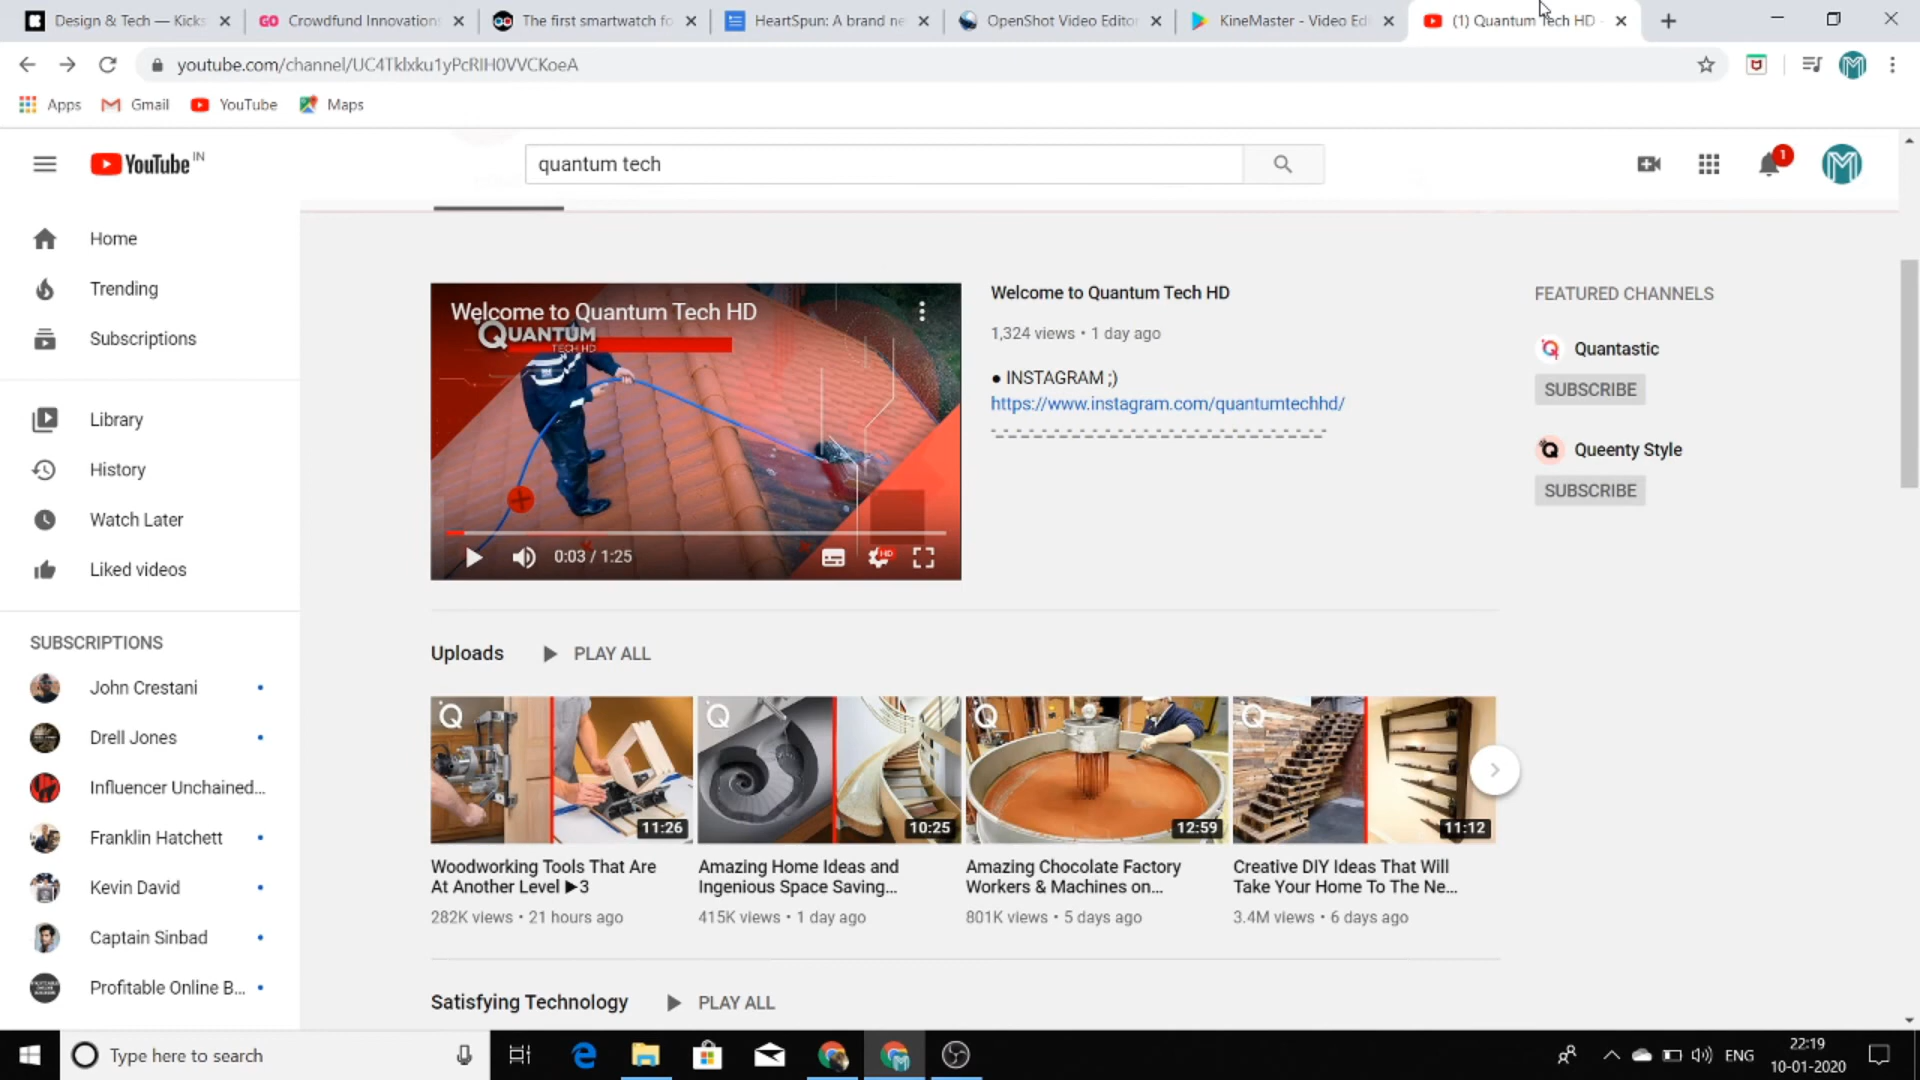 Design & Tech — Kicks
GO Crowdfund Innovations
The first smartwatch fo
HeartSpun: A brand ne
OpenShot Video Editor
KineMaster - Video Edi
(1) Quantum Tech HD -
youtube.com/channel/UC4Tklxku1yPcRIH0VVCKoeA
Apps
Gmail
YouTube
Maps
YouTube IN
quantum tech
1
Home
Trending
Subscriptions
Library
History
Watch Later
Liked videos
SUBSCRIPTIONS
John Crestani
Drell Jones
Influencer Unchained...
Franklin Hatchett
Kevin David
Captain Sinbad
Profitable Online B...
Welcome to Quantum Tech HD
QUANTUM
TECH HD
0:03 / 1:25
HD
Welcome to Quantum Tech HD
1,324 views • 1 day ago
● INSTAGRAM ;)
https://www.instagram.com/quantumtechhd/
FEATURED CHANNELS
Quantastic
SUBSCRIBE
Queenty Style
SUBSCRIBE
Uploads
PLAY ALL
11:26
10:25
12:59
11:12
Woodworking Tools That Are
At Another Level ▶3
282K views • 21 hours ago
Amazing Home Ideas and
Ingenious Space Saving...
415K views • 1 day ago
Amazing Chocolate Factory
Workers & Machines on...
801K views • 5 days ago
Creative DIY Ideas That Will
Take Your Home To The Ne...
3.4M views • 6 days ago
Satisfying Technology
PLAY ALL
Type here to search
ENG
22:19
10-01-2020